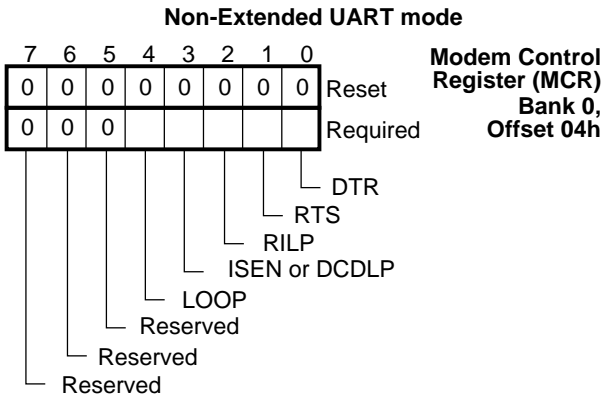 Non-Extended UART mode
7 6 5 4 3 2 1 0
Modem Control
Register (MCR)
Bank 0,
Offset 04h
0 0 0 0 0 0 0 0 Reset
0 0 0 Required
DTR
RTS
RILP
ISEN or DCDLP
LOOP
Reserved
Reserved
Reserved